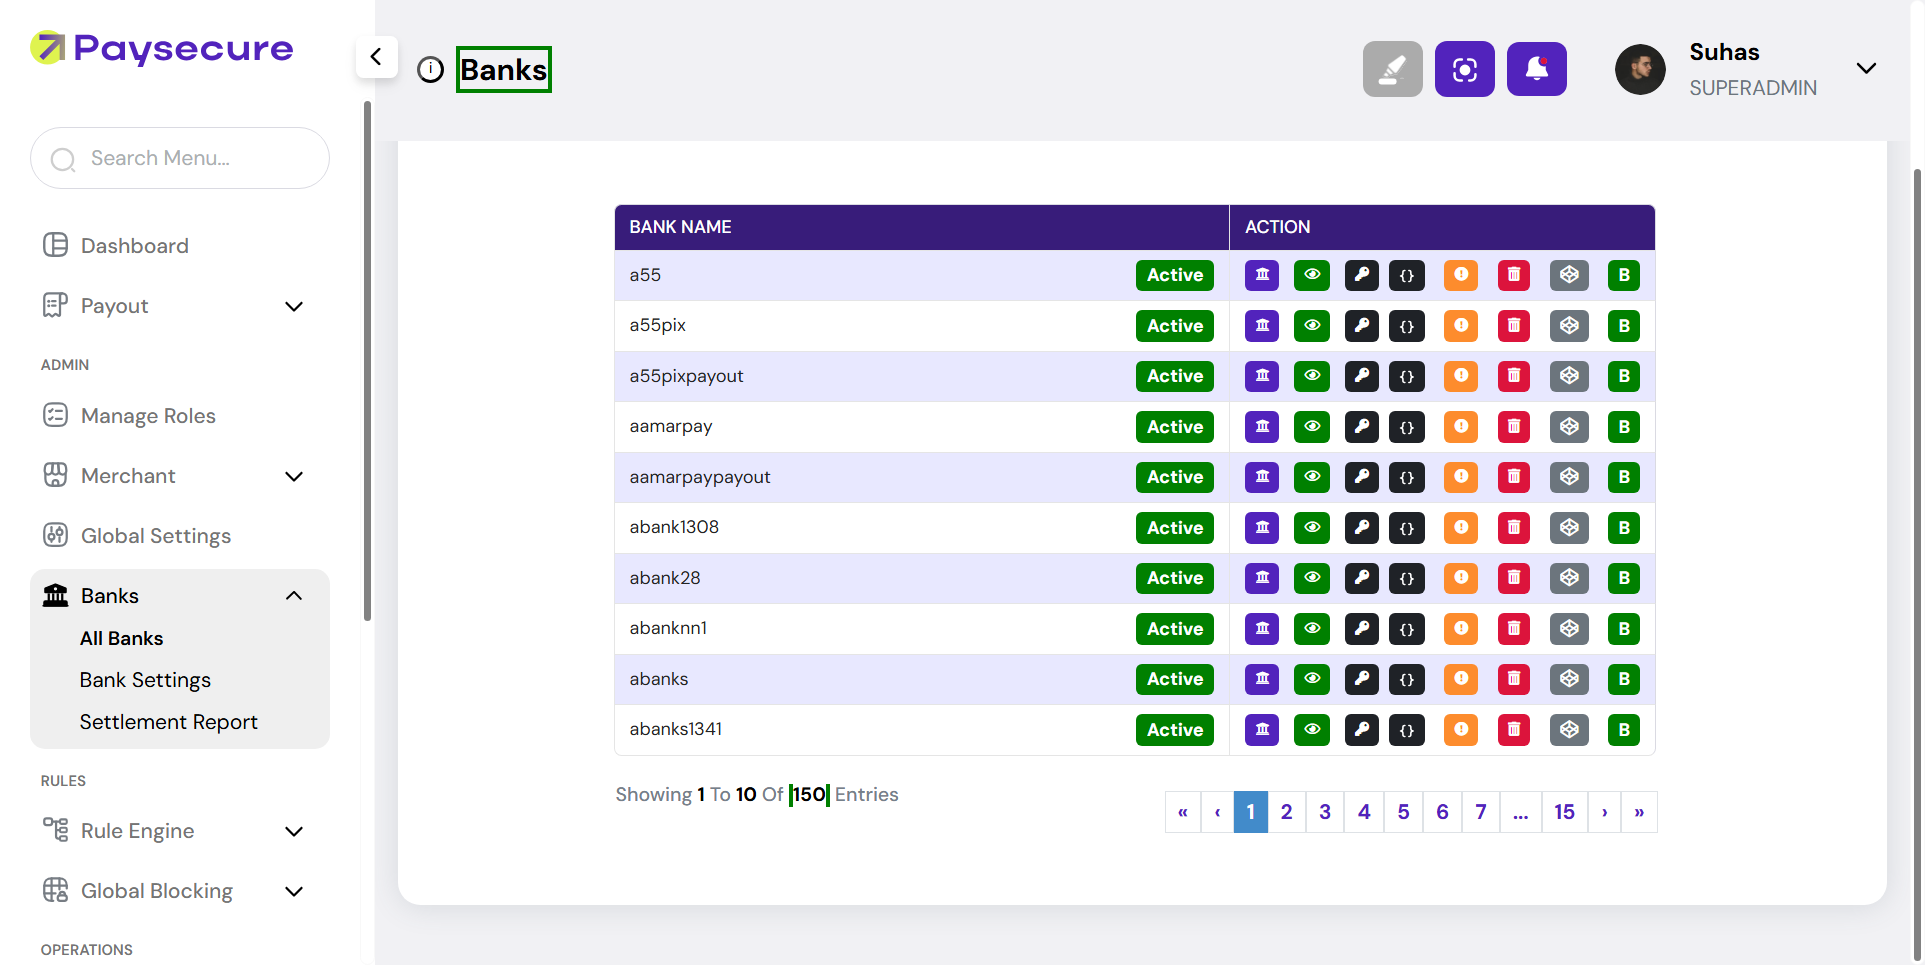 Paysecure
Search Menu...
Dashboard
Payout
ADMIN
Manage Roles
Merchant
Global Settings
Banks
All Banks
Bank Settings
Settlement Report
RULES
Rule Engine
Global Blocking
OPERATIONS
Banks
Suhas
SUPERADMIN
BANK NAME ACTION
a55 Active {} B
a55pix Active {} B
a55pixpayout Active {} B
aamarpay Active {} B
aamarpaypayout Active {} B
abank1308 Active {} B
abank28 Active {} B
abanknn1 Active {} B
abanks Active {} B
abanks1341 Active {} B
Showing 1 To 10 Of 150 Entries
« ‹ 1 2 3 4 5 6 7 ... 15 › »